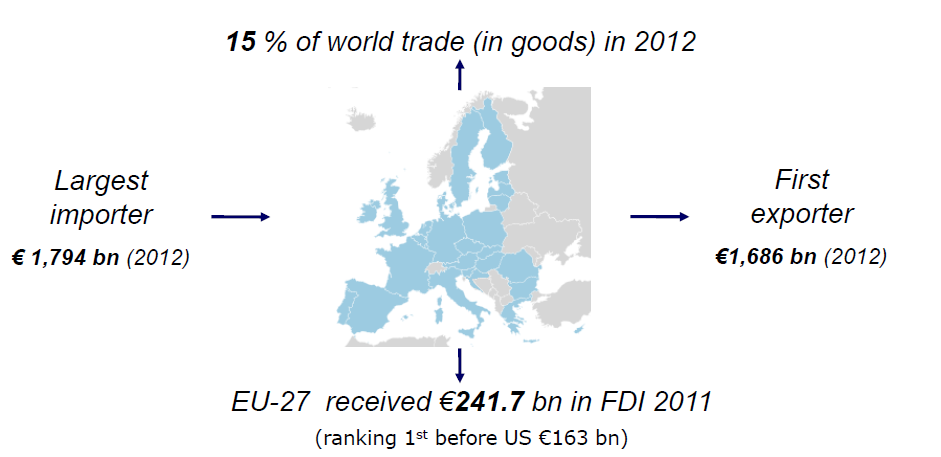 15 % of world trade (in goods) in 2012
Largest
importer
€ 1,794 bn (2012)
First
exporter
€1,686 bn (2012)
EU-27 received €241.7 bn in FDI 2011
(ranking 1st before US €163 bn)